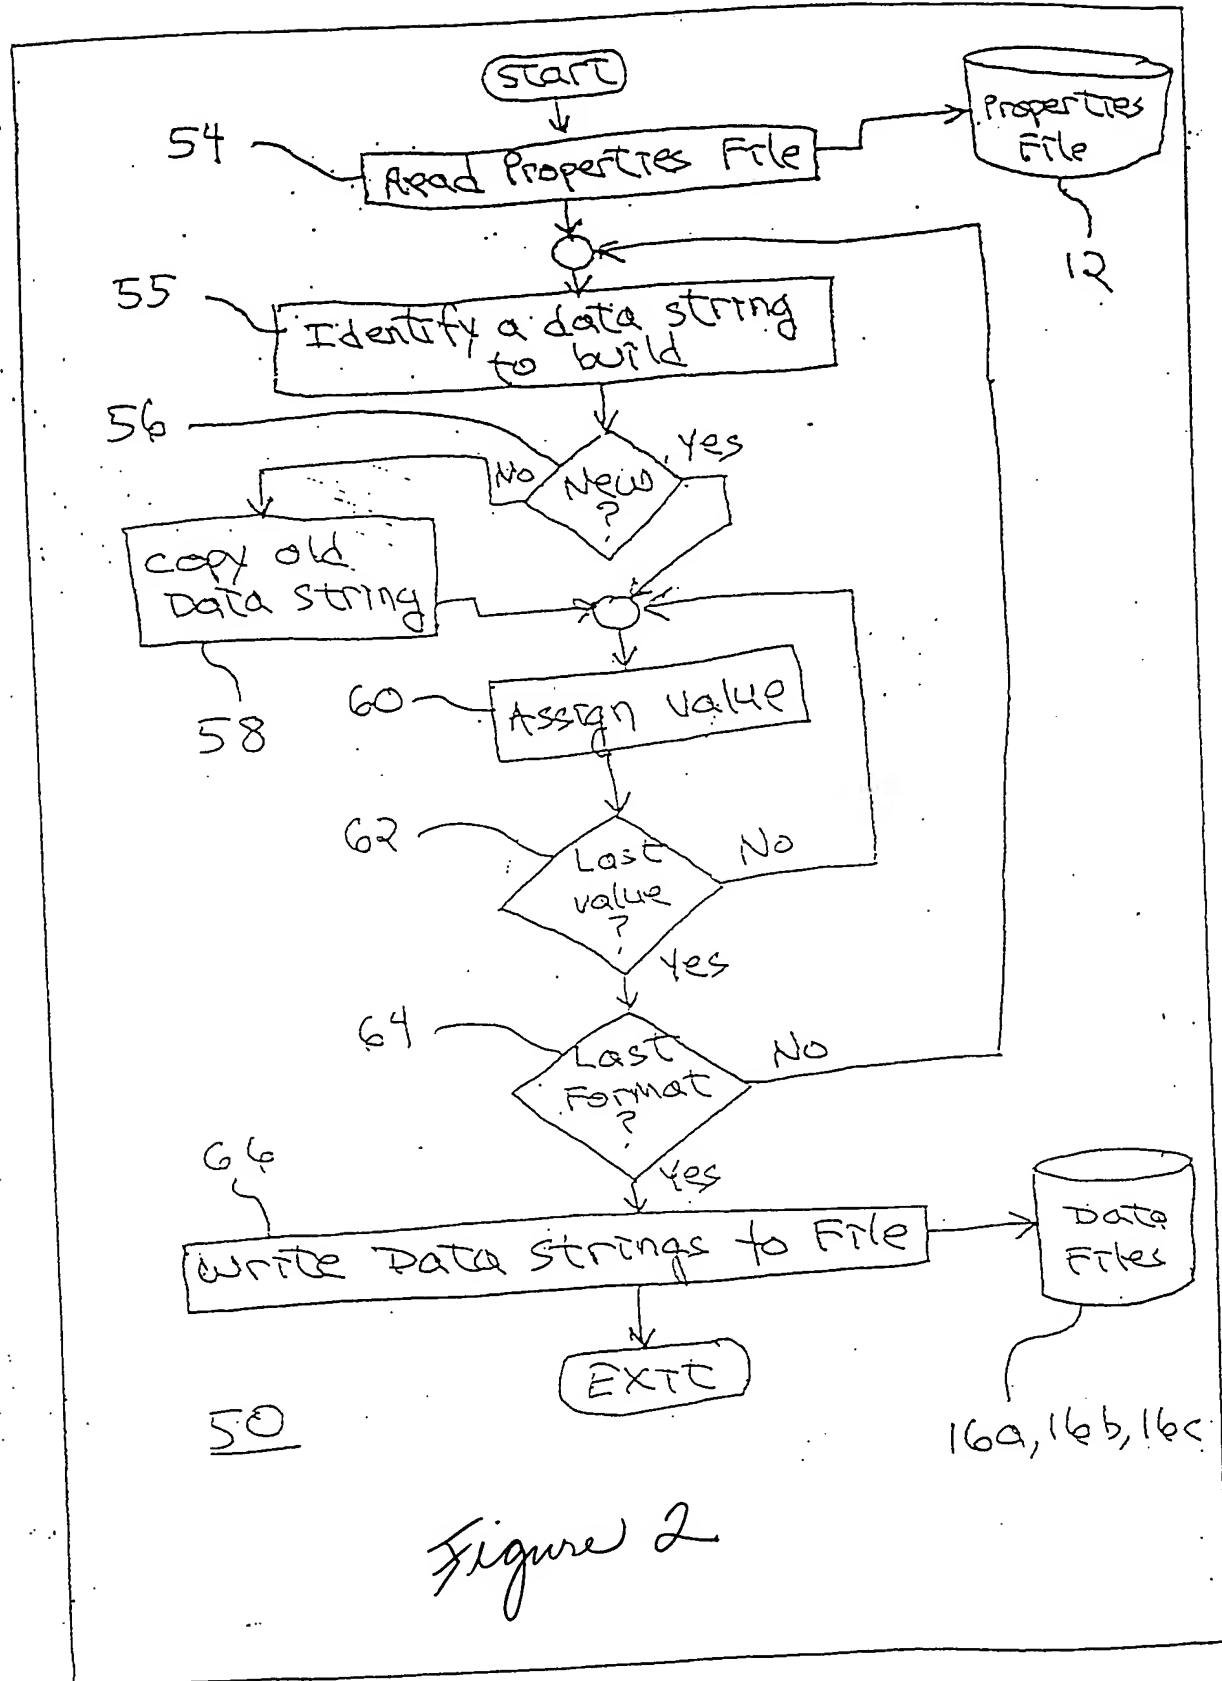 Start
Properties
File
54
Read Properties File
12
55
Identify a data string
to build
56
Yes
No
New
?
Copy old
Data String
58
60
Assign Value
62
Last
Value
?
No
Yes
64
Last
Format
?
No
Yes
66
Write Data Strings to File
Data
Files
EXIT
50
16a, 16b, 16c
Figure 2